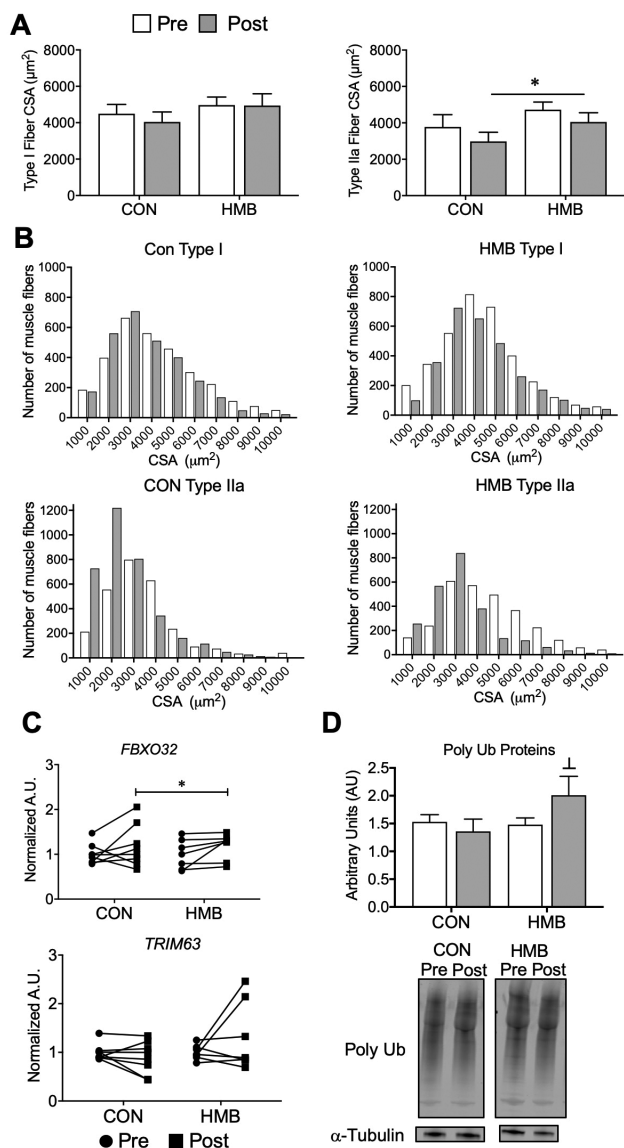 A
Pre Post
Type I Fiber CSA (μm²)
8000
6000
4000
2000
0
CON HMB
Type IIa Fiber CSA (μm²)
8000
6000
4000
2000
0
*
CON HMB
B
Con Type I
Number of muscle fibers
1000
800
600
400
200
0
1000 2000 3000 4000 5000 6000 7000 8000 9000 10000
CSA (μm²)
HMB Type I
Number of muscle fibers
1000
800
600
400
200
0
1000 2000 3000 4000 5000 6000 7000 8000 9000 10000
CSA (μm²)
CON Type IIa
Number of muscle fibers
1200
1000
800
600
400
200
0
1000 2000 3000 4000 5000 6000 7000 8000 9000 10000
CSA (μm²)
HMB Type IIa
Number of muscle fibers
1200
1000
800
600
400
200
0
1000 2000 3000 4000 5000 6000 7000 8000 9000 10000
CSA (μm²)
C
FBXO32
Normalized A.U.
3
2
1
0
*
CON HMB
TRIM63
Normalized A.U.
3
2
1
0
CON HMB
Pre Post
D
Poly Ub Proteins
Arbitrary Units (AU)
2.5
2.0
1.5
1.0
0.5
0.0
⊥
CON HMB
CON HMB
Pre Post Pre Post
Poly Ub
α-Tubulin